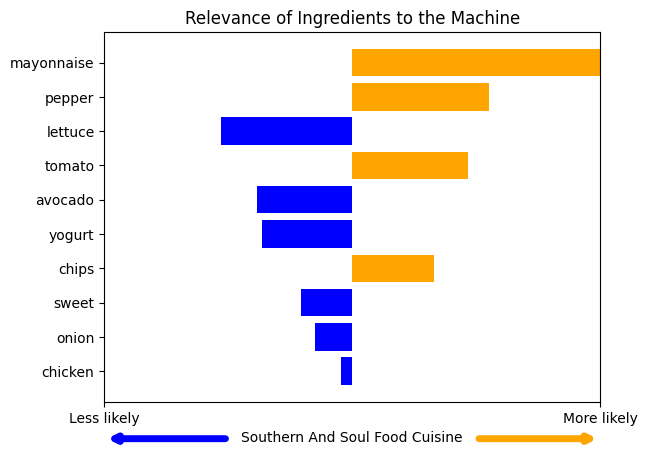 Relevance of Ingredients to the Machine
mayonnaise
pepper
lettuce
tomato
avocado
yogurt
chips
sweet
onion
chicken
Less likely
More likely
Southern And Soul Food Cuisine